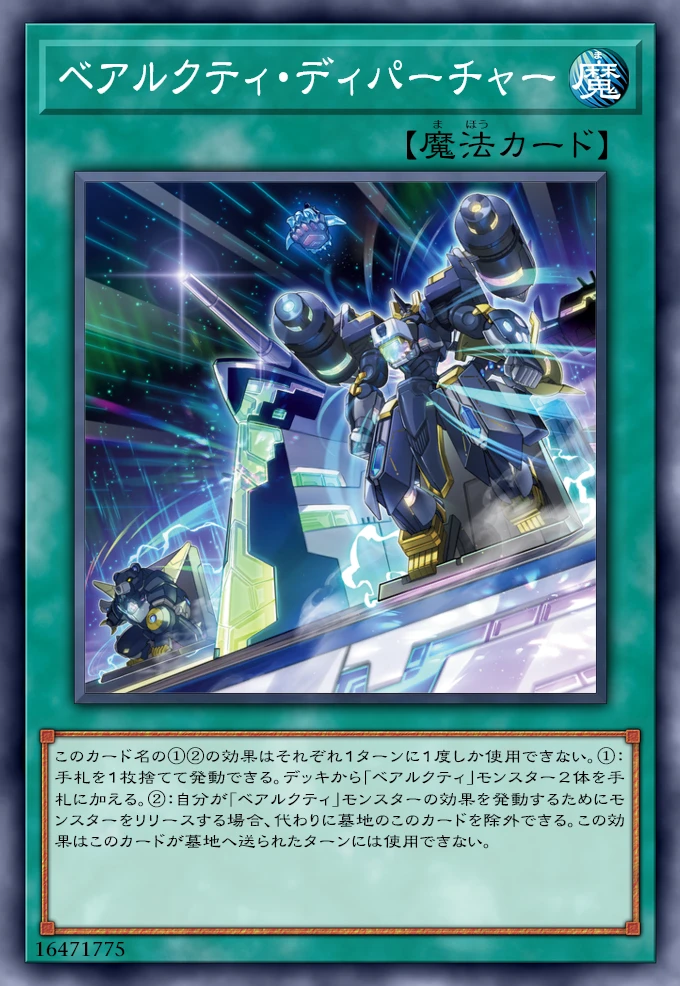 ベアルクティ・ディパーチャー 魔
ま
ま ほう
【魔法カード】
このカード名の①②の効果はそれぞれ1ターンに1度しか使用できない。①:
手札を1枚捨てて発動できる。デッキから「ベアルクティ」モンスター2体を手
札に加える。②:自分が「ベアルクティ」モンスターの効果を発動するためにモ
ンスターをリリースする場合、代わりに墓地のこのカードを除外できる。この効
果はこのカードが墓地へ送られたターンには使用できない。
16471775